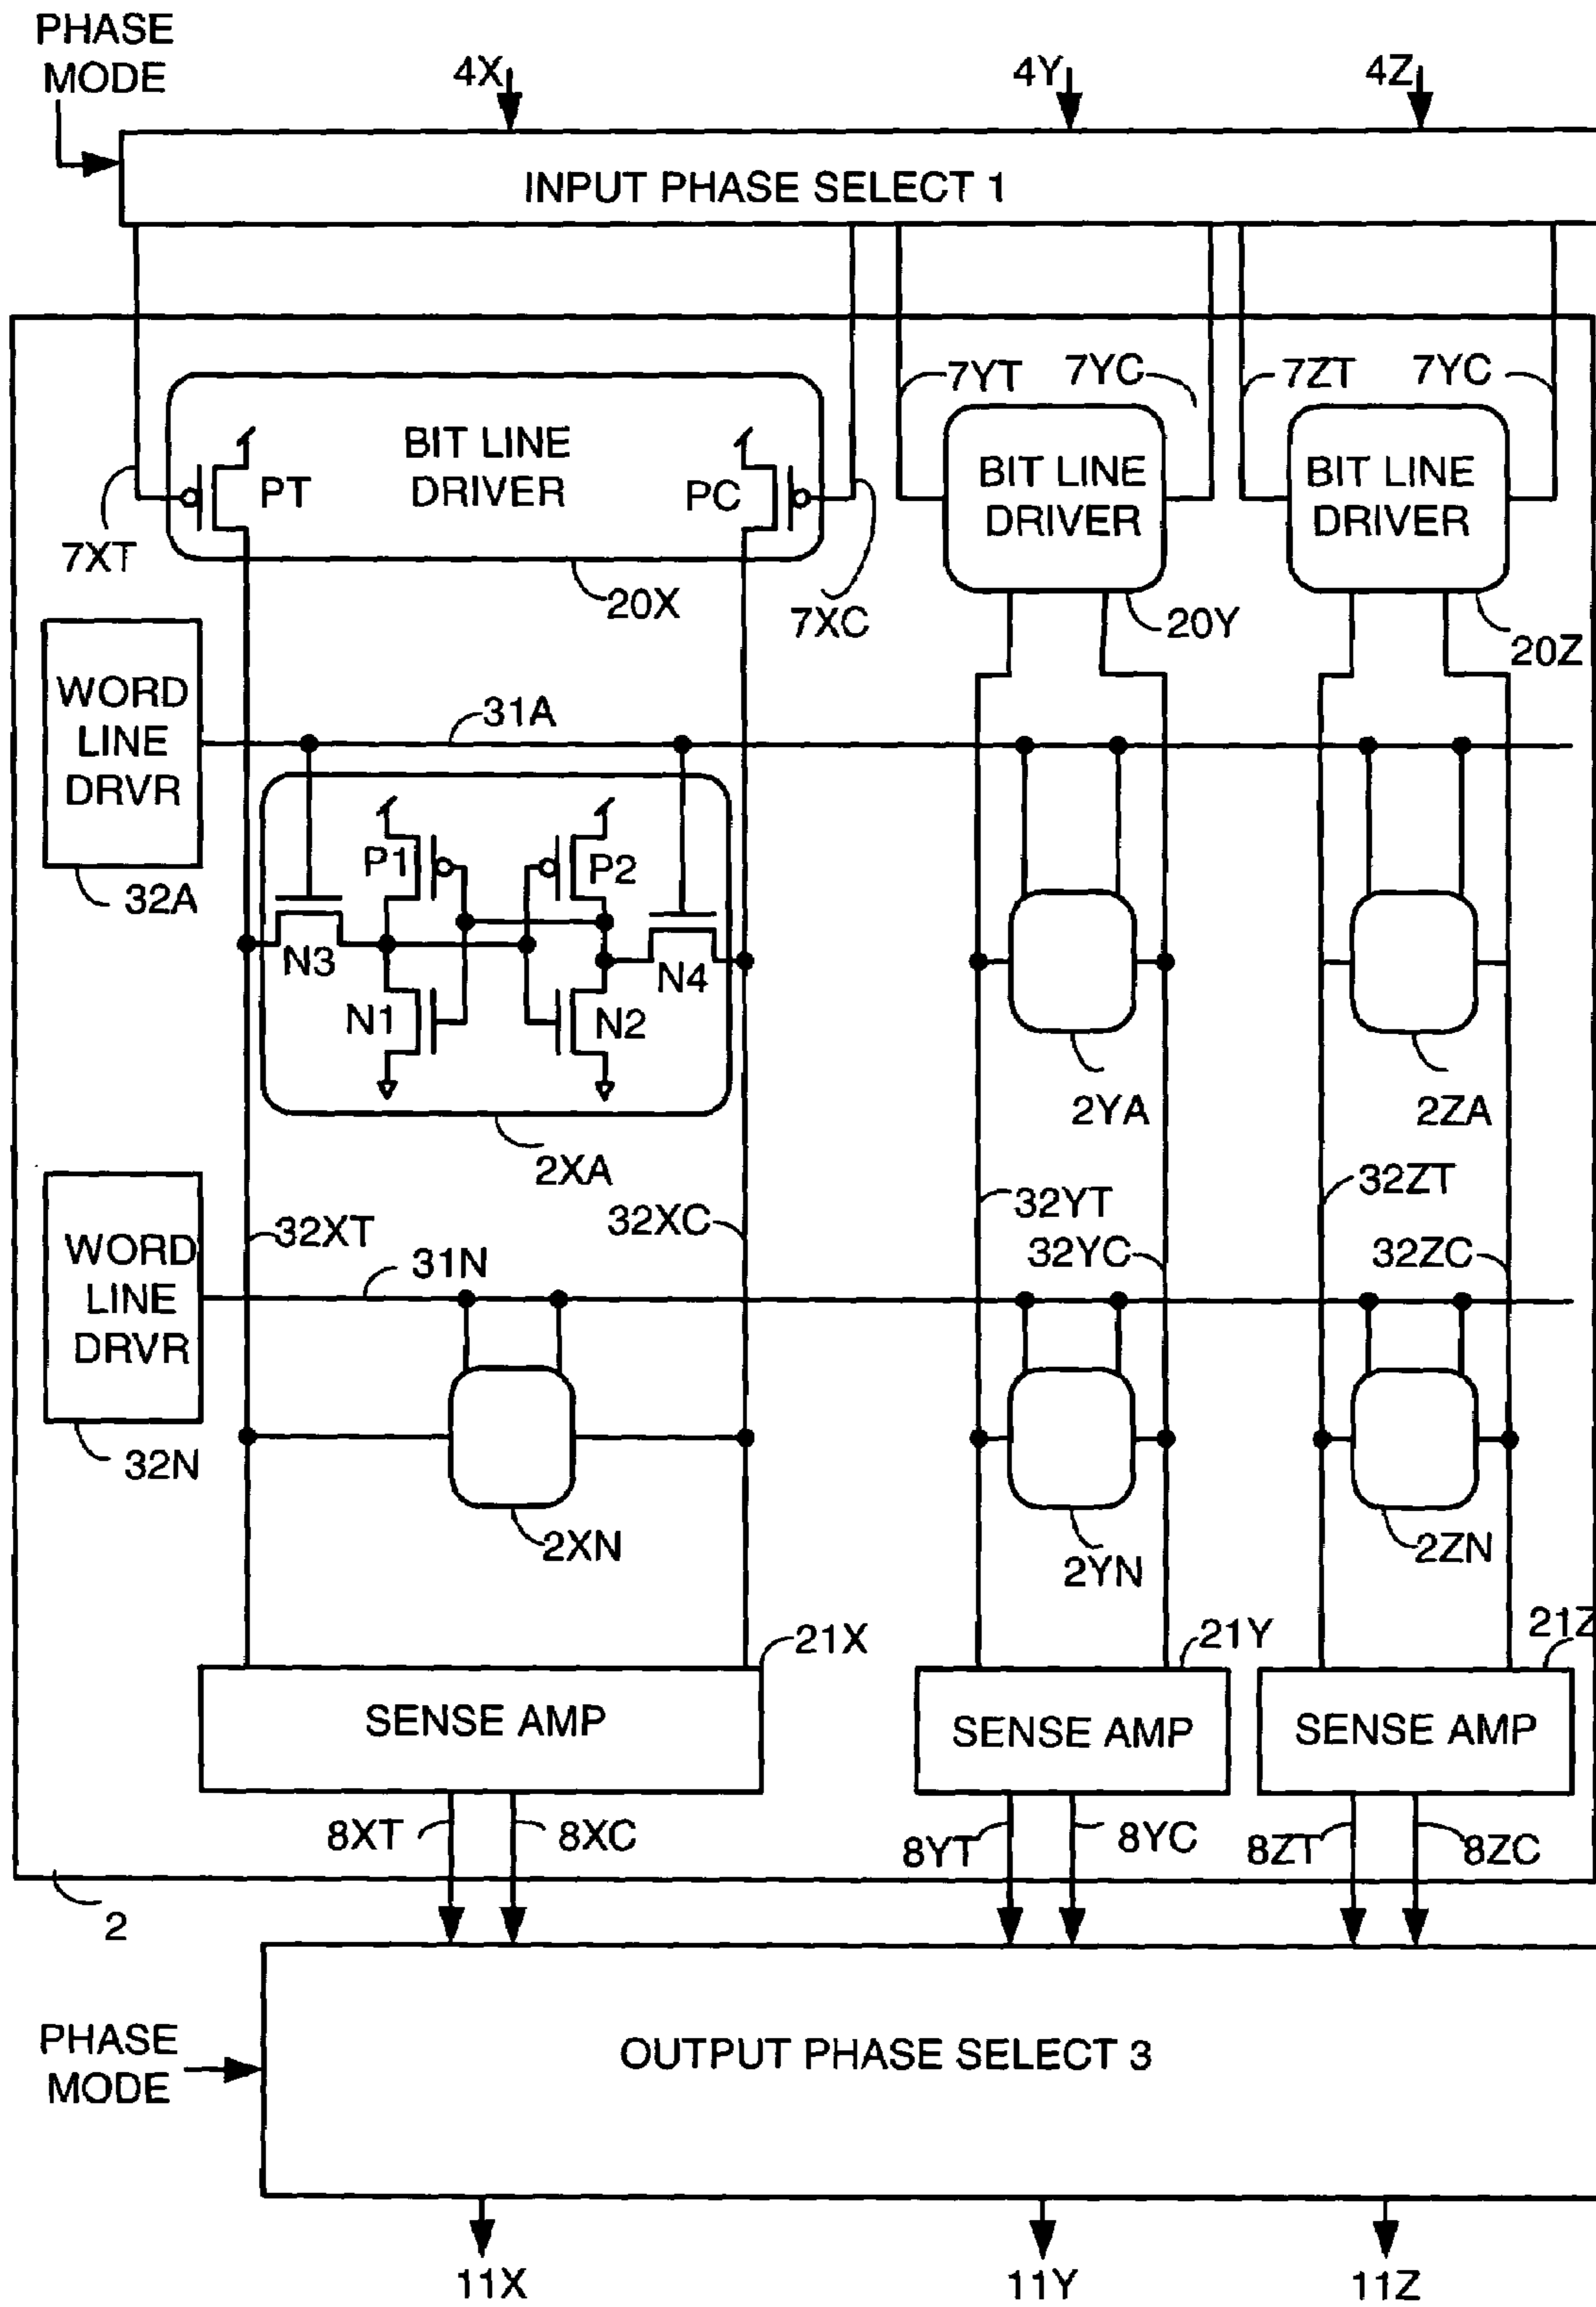 PHASE
MODE
4X
4Y
4Z
INPUT PHASE SELECT 1
7YT
7YC
7ZT
7YC
BIT LINE
DRIVER
PT
PC
BIT LINE
DRIVER
BIT LINE
DRIVER
7XT
20X
7XC
20Y
20Z
WORD
LINE
DRVR
31A
32A
P1
P2
N3
N4
N1
N2
2XA
2YA
2ZA
32XT
32XC
32YT
32ZT
WORD
LINE
DRVR
31N
32YC
32ZC
32N
2XN
2YN
2ZN
21X
21Y
21Z
SENSE AMP
SENSE AMP
SENSE AMP
8XT
8XC
8YT
8YC
8ZT
8ZC
2
PHASE
MODE
OUTPUT PHASE SELECT 3
11X
11Y
11Z